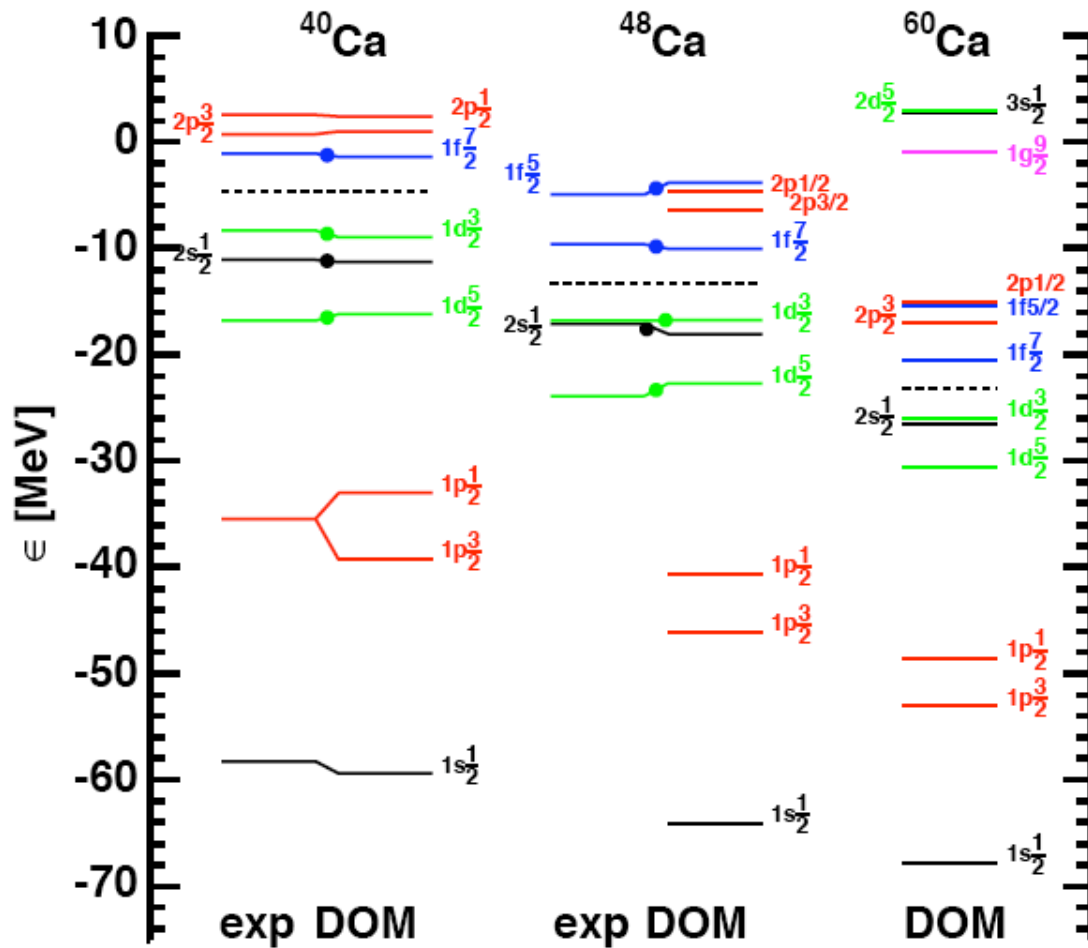 ⁴⁰Ca ⁴⁸Ca ⁶⁰Ca
ϵ [MeV]
10
0
-10
-20
-30
-40
-50
-60
-70
2p3/2
2p1/2
1f7/2
1d3/2
2s1/2
1d5/2
1p1/2
1p3/2
1s1/2
exp DOM
1f5/2
2p1/2
2p3/2
1f7/2
1d3/2
2s1/2
1d5/2
1p1/2
1p3/2
1s1/2
exp DOM
2d5/2
3s1/2
1g9/2
2p1/2
1f5/2
2p3/2
1f7/2
1d3/2
2s1/2
1d5/2
1p1/2
1p3/2
1s1/2
DOM